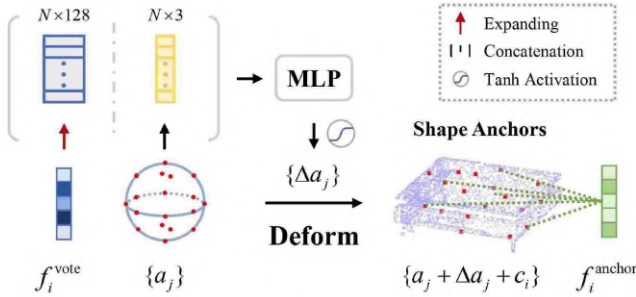 N×128
N×3
MLP
Expanding
Concatenation
Tanh Activation
Shape Anchors
{Δa_j}
Deform
f_i^vote
{a_j}
{a_j + Δa_j + c_i}
f_i^anchor